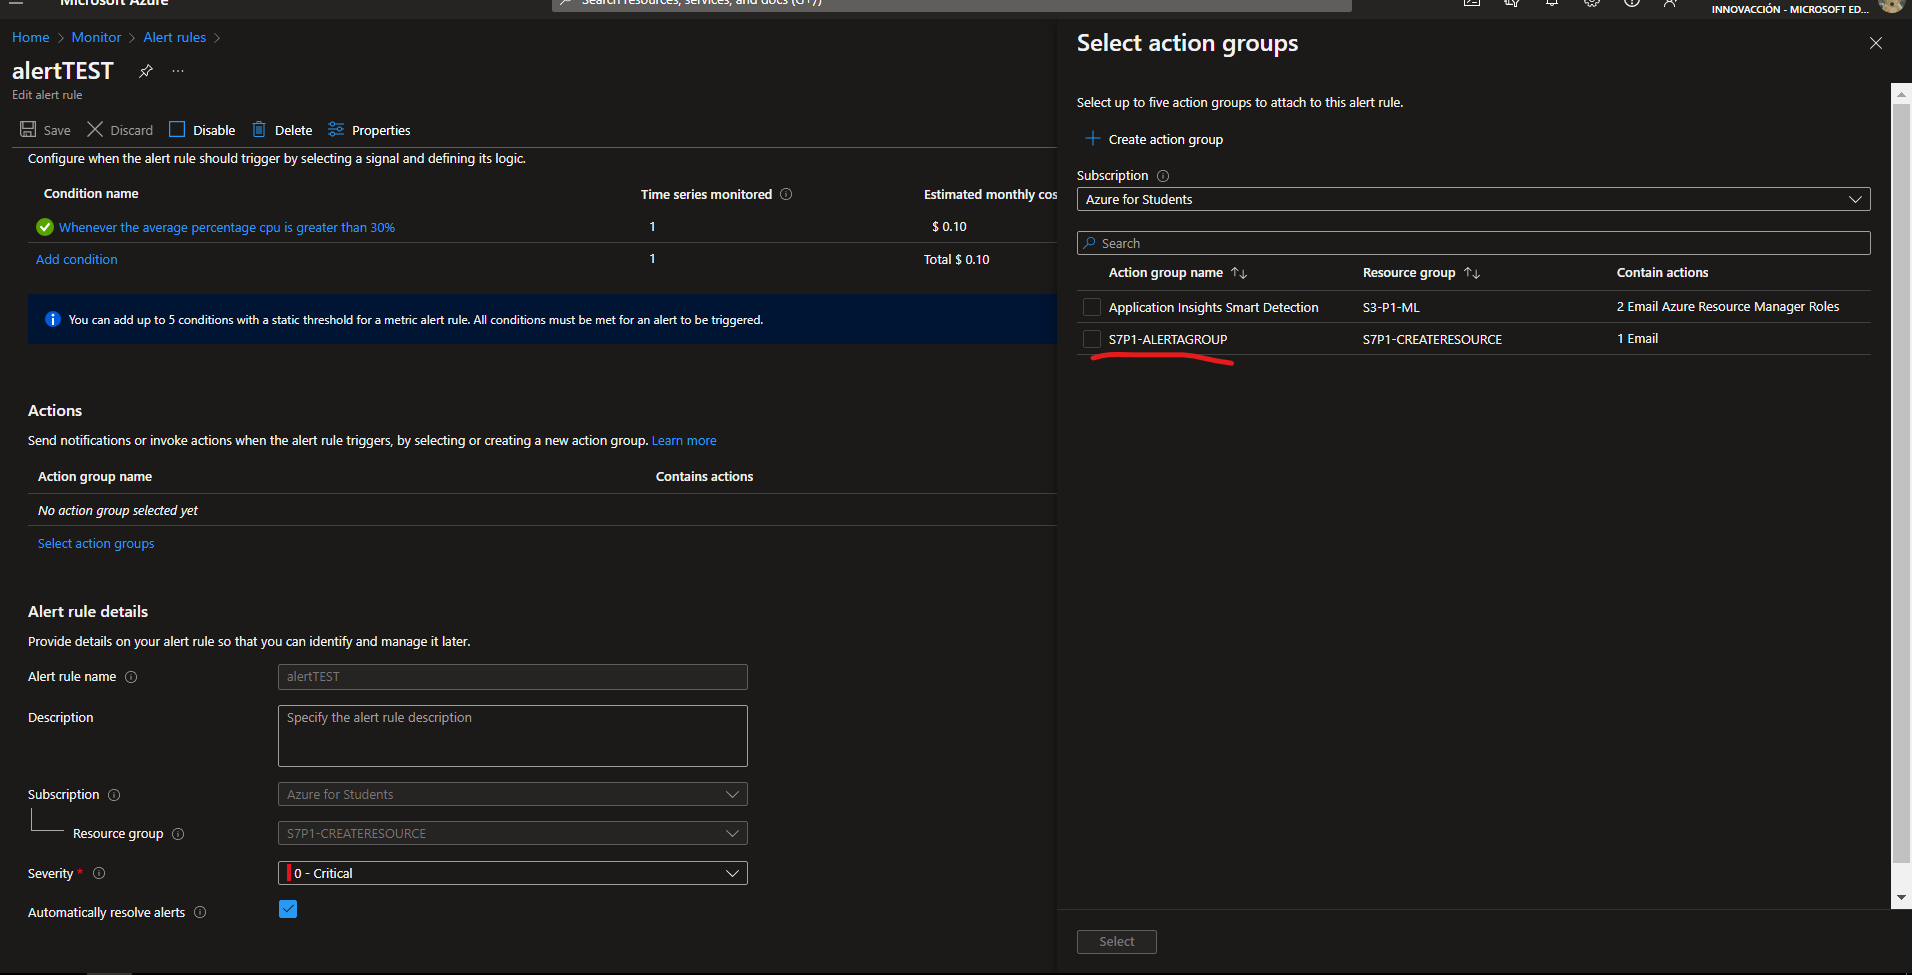 Microsoft Azure
Search resources, services, and docs (G+/)
INNOVACCIÓN - MICROSOFT ED...
Home > Monitor > Alert rules >
alertTEST
...
Edit alert rule
Save
Discard
Disable
Delete
Properties
Configure when the alert rule should trigger by selecting a signal and defining its logic.
Condition name
Time series monitored
Estimated monthly cos
Whenever the average percentage cpu is greater than 30%
1
$ 0.10
Add condition
1
Total $ 0.10
You can add up to 5 conditions with a static threshold for a metric alert rule. All conditions must be met for an alert to be triggered.
Actions
Send notifications or invoke actions when the alert rule triggers, by selecting or creating a new action group. Learn more
Action group name
Contains actions
No action group selected yet
Select action groups
Alert rule details
Provide details on your alert rule so that you can identify and manage it later.
Alert rule name
alertTEST
Description
Specify the alert rule description
Subscription
Azure for Students
Resource group
S7P1-CREATERESOURCE
Severity *
0 - Critical
Automatically resolve alerts
Select action groups
Select up to five action groups to attach to this alert rule.
Create action group
Subscription
Azure for Students
Search
Action group name
Resource group
Contain actions
Application Insights Smart Detection
S3-P1-ML
2 Email Azure Resource Manager Roles
S7P1-ALERTAGROUP
S7P1-CREATERESOURCE
1 Email
Select